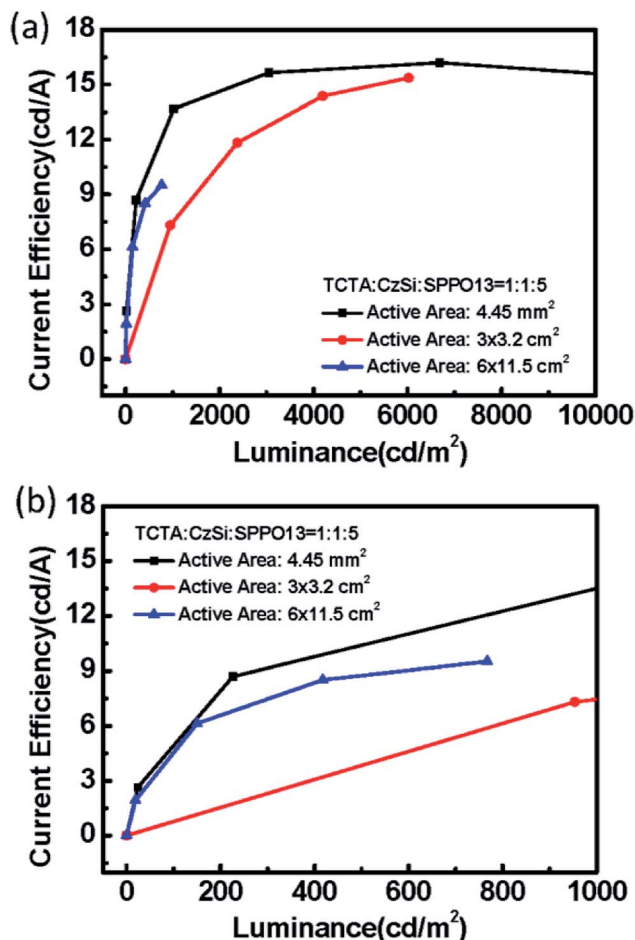 (a)
18
15
12
9
6
3
0
Current Efficiency(cd/A)
TCTA:CzSi:SPPO13=1:1:5
Active Area: 4.45 mm²
Active Area: 3x3.2 cm²
Active Area: 6x11.5 cm²
0 2000 4000 6000 8000 10000
Luminance(cd/m²)
(b)
18
15
12
9
6
3
0
Current Efficiency(cd/A)
TCTA:CzSi:SPPO13=1:1:5
Active Area: 4.45 mm²
Active Area: 3x3.2 cm²
Active Area: 6x11.5 cm²
0 200 400 600 800 1000
Luminance(cd/m²)